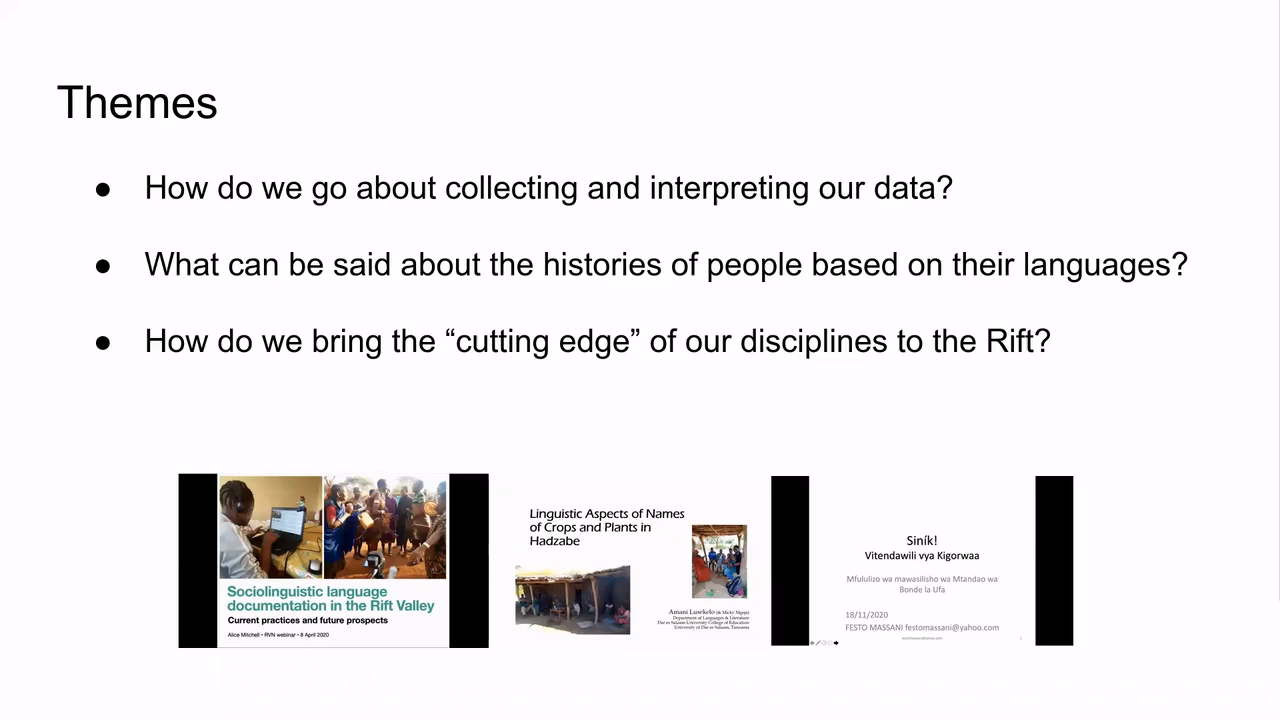 Themes
● How do we go about collecting and interpreting our data?
● What can be said about the histories of people based on their languages?
● How do we bring the “cutting edge” of our disciplines to the Rift?
Sociolinguistic language
documentation in the Rift Valley
Current practices and future prospects
Alice Mitchell • RVN webinar • 8 April 2020
Linguistic Aspects of Names
of Crops and Plants in
Hadzabe
Amani Lusekelo (& Micky Mgeja)
Department of Languages & Literature
Dar es Salaam University College of Education
University of Dar es Salaam, Tanzania
Siník!
Vitendawili vya Kigorwaa
Mfululizo wa mawasilisho wa Mtandao wa
Bonde la Ufa
18/11/2020
FESTO MASSANI festomassani@yahoo.com